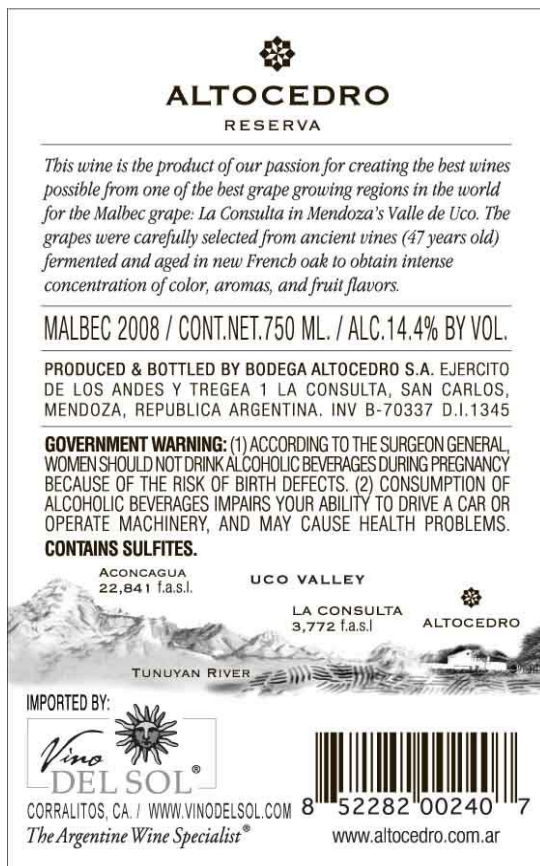 ALTOCEDRO
RESERVA
This wine is the product of our passion for creating the best wines
possible from one of the best grape growing regions in the world
for the Malbec grape: La Consulta in Mendoza's Valle de Uco. The
grapes were carefully selected from ancient vines (47 years old)
fermented and aged in new French oak to obtain intense
concentration of color, aromas, and fruit flavors.
MALBEC 2008 / CONT.NET.750 ML. / ALC.14.4% BY VOL.
PRODUCED & BOTTLED BY BODEGA ALTOCEDRO S.A. EJERCITO
DE LOS ANDES Y TREGEA 1 LA CONSULTA, SAN CARLOS,
MENDOZA, REPUBLICA ARGENTINA. INV B-70337 D.I.1345
GOVERNMENT WARNING: (1) ACCORDING TO THE SURGEON GENERAL,
WOMEN SHOULD NOT DRINK ALCOHOLIC BEVERAGES DURING PREGNANCY
BECAUSE OF THE RISK OF BIRTH DEFECTS. (2) CONSUMPTION OF
ALCOHOLIC BEVERAGES IMPAIRS YOUR ABILITY TO DRIVE A CAR OR
OPERATE MACHINERY, AND MAY CAUSE HEALTH PROBLEMS.
CONTAINS SULFITES.
ACONCAGUA
22,841 f.a.s.l.
UCO VALLEY
LA CONSULTA
3,772 f.a.s.l
ALTOCEDRO
TUNUYAN RIVER
IMPORTED BY:
Vino
DEL SOL®
CORRALITOS, CA. / WWW.VINODELSOL.COM
The Argentine Wine Specialist®
8 52282 00240 7
www.altocedro.com.ar